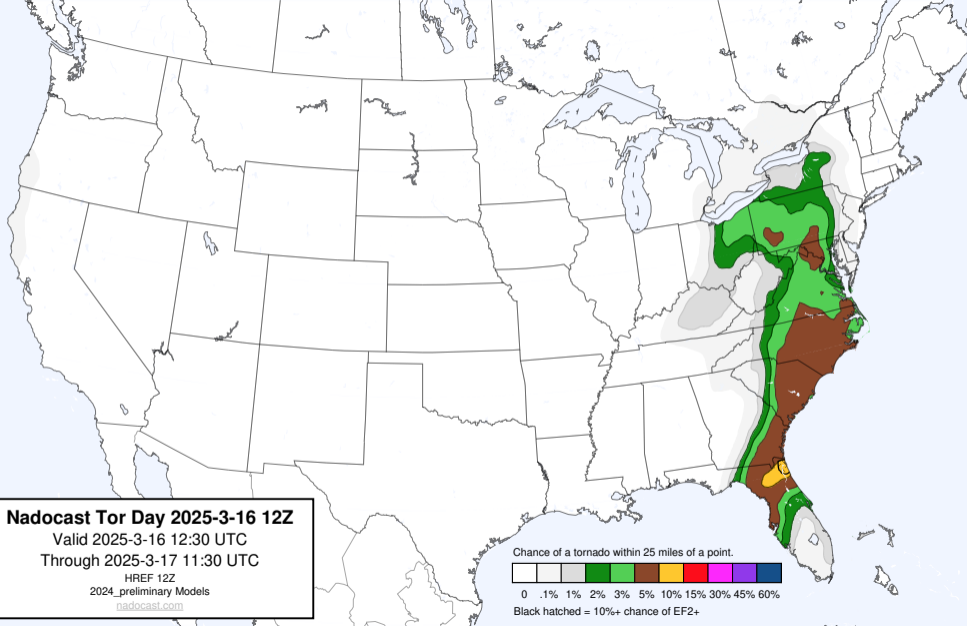 Nadocast Tor Day 2025-3-16 12Z
Valid 2025-3-16 12:30 UTC
Through 2025-3-17 11:30 UTC
HREF 12Z
2024_preliminary Models
nadocast.com
Chance of a tornado within 25 miles of a point.
0 .1% 1% 2% 3% 5% 10% 15% 30% 45% 60%
Black hatched = 10%+ chance of EF2+